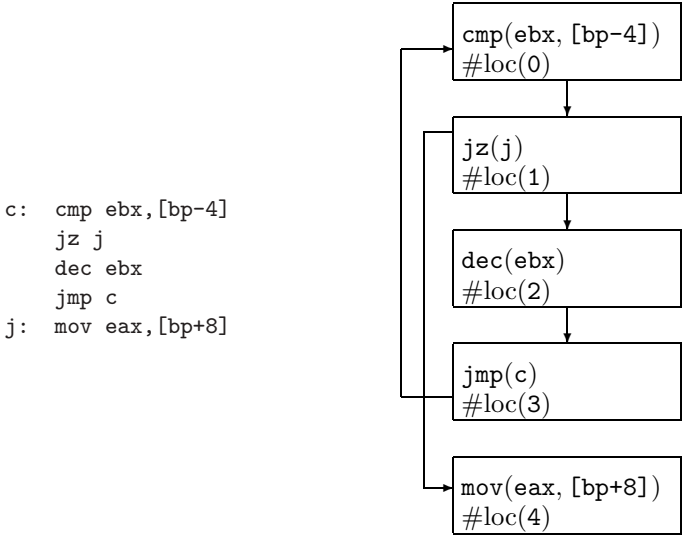 c:  cmp ebx,[bp-4]
    jz j
    dec ebx
    jmp c
j:  mov eax,[bp+8]
cmp(ebx, [bp-4])
#loc(0)
jz(j)
#loc(1)
dec(ebx)
#loc(2)
jmp(c)
#loc(3)
mov(eax, [bp+8])
#loc(4)